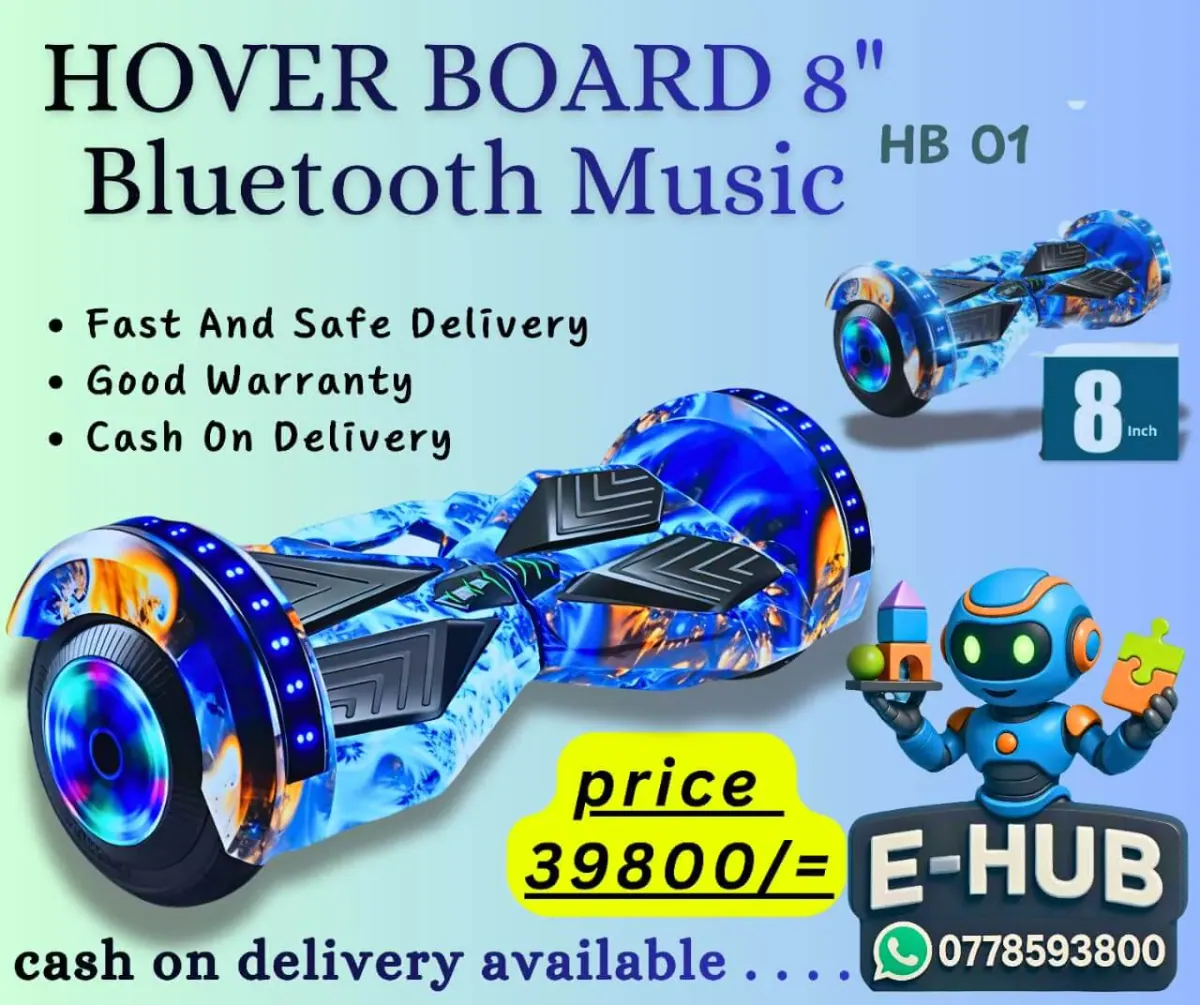 HOVER BOARD 8"
Bluetooth Music
HB 01
• Fast And Safe Delivery
• Good Warranty
• Cash On Delivery
8 Inch
price
39800/=
E-HUB
0778593800
cash on delivery available . . . .